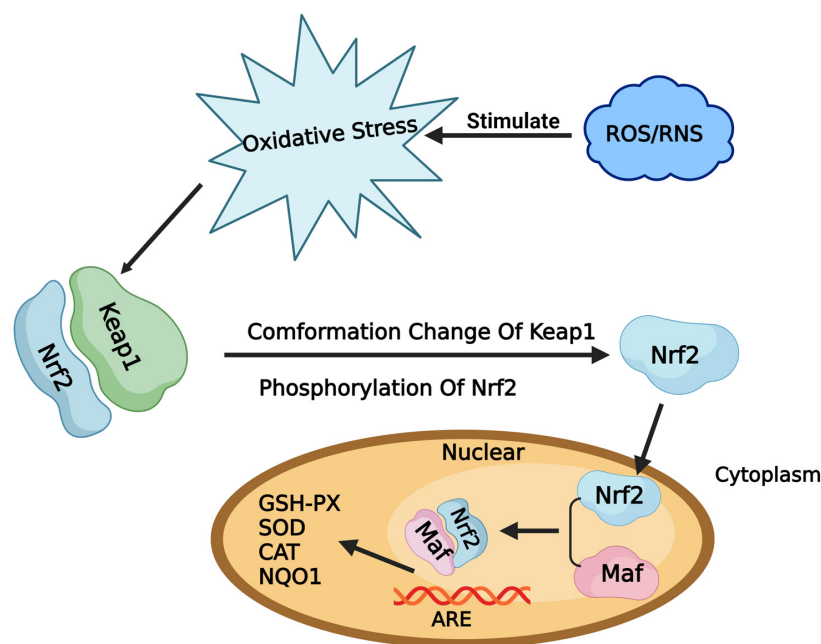 Oxidative Stress
Stimulate
ROS/RNS
Nrf2
Keap1
Comformation Change Of Keap1
Phosphorylation Of Nrf2
Nrf2
Nuclear
Cytoplasm
Nrf2
Maf
Maf
Nrf2
GSH-PX
SOD
CAT
NQO1
ARE